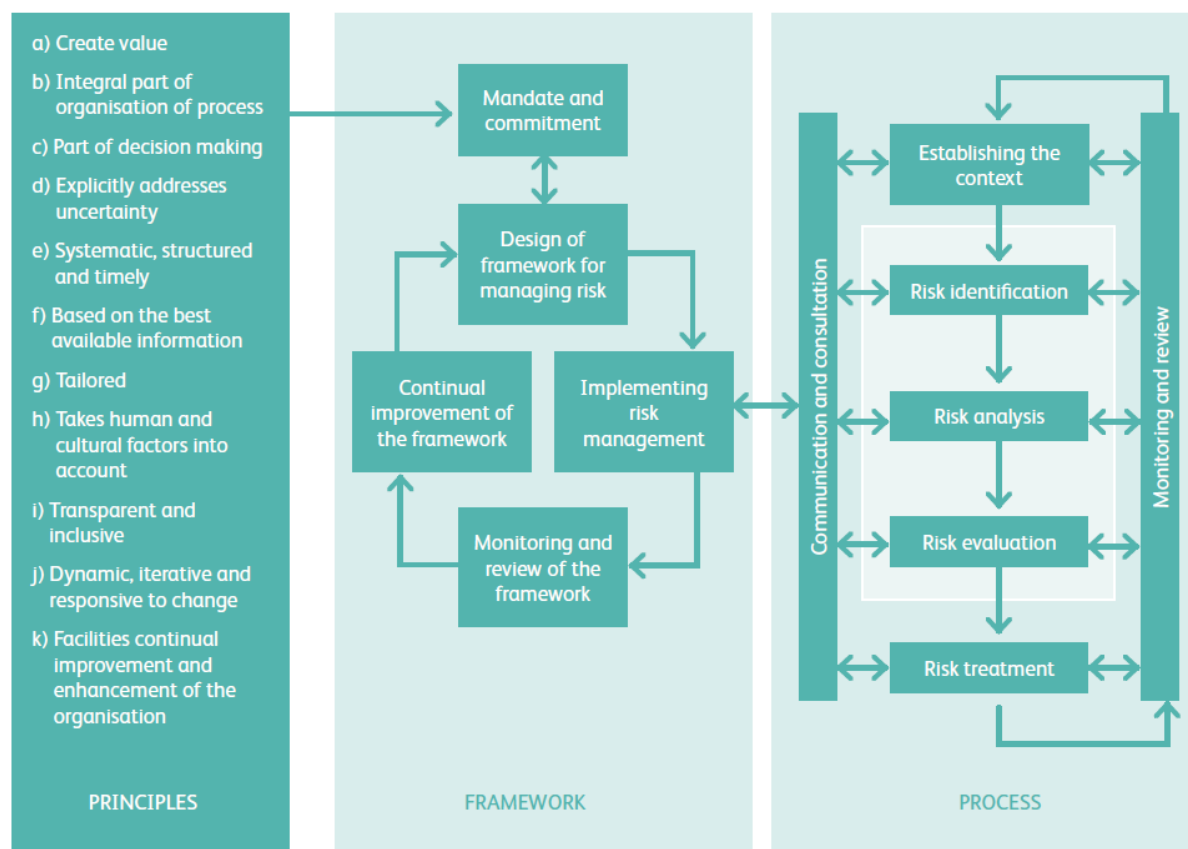 a) Create value
b) Integral part of
organisation of process
c) Part of decision making
d) Explicitly addresses
uncertainty
e) Systematic, structured
and timely
f) Based on the best
available information
g) Tailored
h) Takes human and
cultural factors into
account
i) Transparent and
inclusive
j) Dynamic, iterative and
responsive to change
k) Facilities continual
improvement and
enhancement of the
organisation
PRINCIPLES
Mandate and
commitment
Design of
framework for
managing risk
Continual
improvement of
the framework
Implementing
risk
management
Monitoring and
review of the
framework
FRAMEWORK
Communication and consultation
Establishing the
context
Risk identification
Risk analysis
Risk evaluation
Risk treatment
Monitoring and review
PROCESS